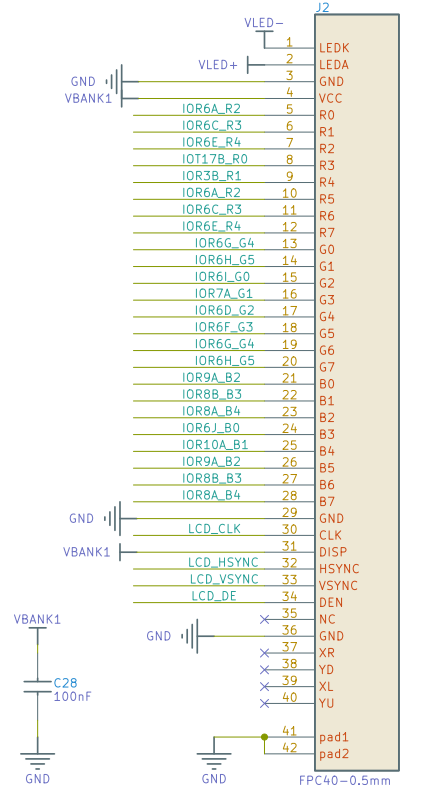 J2
VLED-
1 LEDK
VLED+ 2 LEDA
GND 3 GND
VBANK1 4 VCC
IOR6A_R2 5 R0
IOR6C_R3 6 R1
IOR6E_R4 7 R2
IOT17B_R0 8 R3
IOR3B_R1 9 R4
IOR6A_R2 10 R5
IOR6C_R3 11 R6
IOR6E_R4 12 R7
IOR6G_G4 13 G0
IOR6H_G5 14 G1
IOR6I_G0 15 G2
IOR7A_G1 16 G3
IOR6D_G2 17 G4
IOR6F_G3 18 G5
IOR6G_G4 19 G6
IOR6H_G5 20 G7
IOR9A_B2 21 B0
IOR8B_B3 22 B1
IOR8A_B4 23 B2
IOR6J_B0 24 B3
IOR10A_B1 25 B4
IOR9A_B2 26 B5
IOR8B_B3 27 B6
IOR8A_B4 28 B7
GND 29 GND
LCD_CLK 30 CLK
VBANK1 31 DISP
LCD_HSYNC 32 HSYNC
LCD_VSYNC 33 VSYNC
LCD_DE 34 DEN
35 NC
GND 36 GND
37 XR
38 YD
39 XL
40 YU
41 pad1
42 pad2
FPC40-0.5mm
GND
VBANK1
C28
100nF
GND